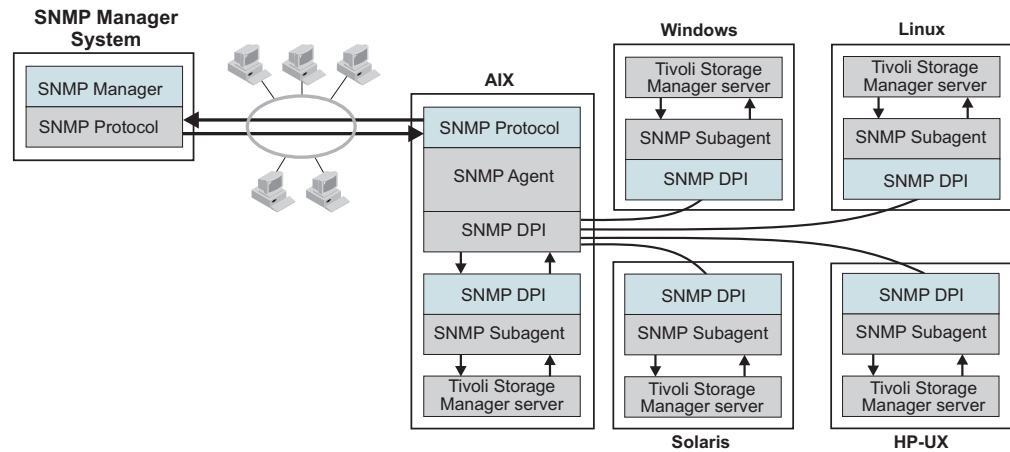 SNMP Manager
System
SNMP Manager
SNMP Protocol
AIX
SNMP Protocol
SNMP Agent
SNMP DPI
SNMP DPI
SNMP Subagent
Tivoli Storage
Manager server
Windows
Tivoli Storage
Manager server
SNMP Subagent
SNMP DPI
Linux
Tivoli Storage
Manager server
SNMP Subagent
SNMP DPI
SNMP DPI
SNMP Subagent
Tivoli Storage
Manager server
Solaris
SNMP DPI
SNMP Subagent
Tivoli Storage
Manager server
HP-UX